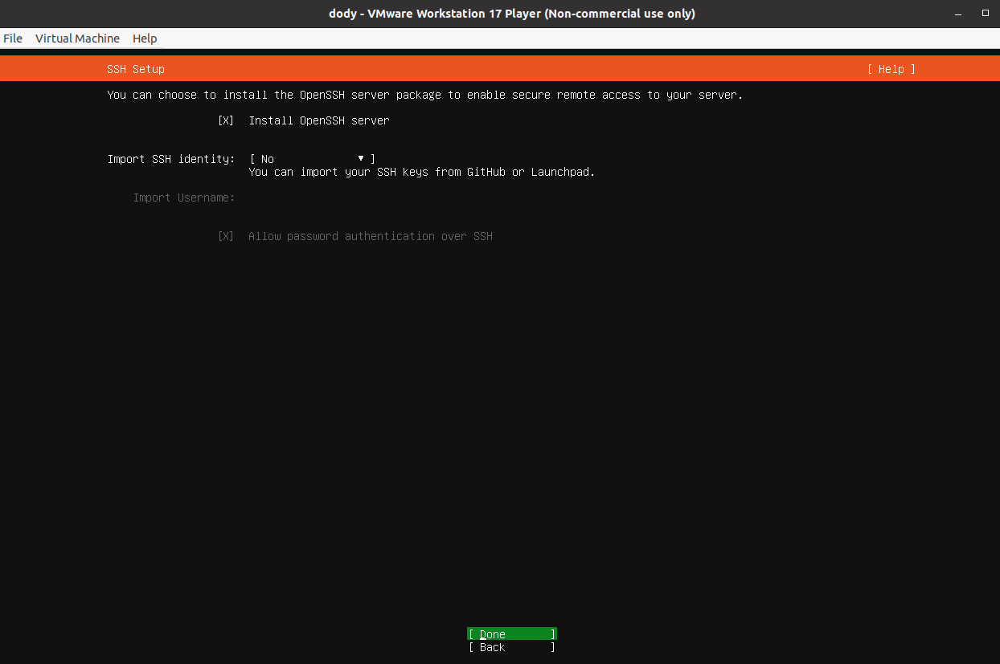 dody - VMware Workstation 17 Player (Non-commercial use only)
File Virtual Machine Help
SSH Setup [ Help ]
You can choose to install the OpenSSH server package to enable secure remote access to your server.
[X] Install OpenSSH server
Import SSH identity: [ No ▾ ]
You can import your SSH keys from GitHub or Launchpad.
Import Username:
[X] Allow password authentication over SSH
[ Done ]
[ Back ]